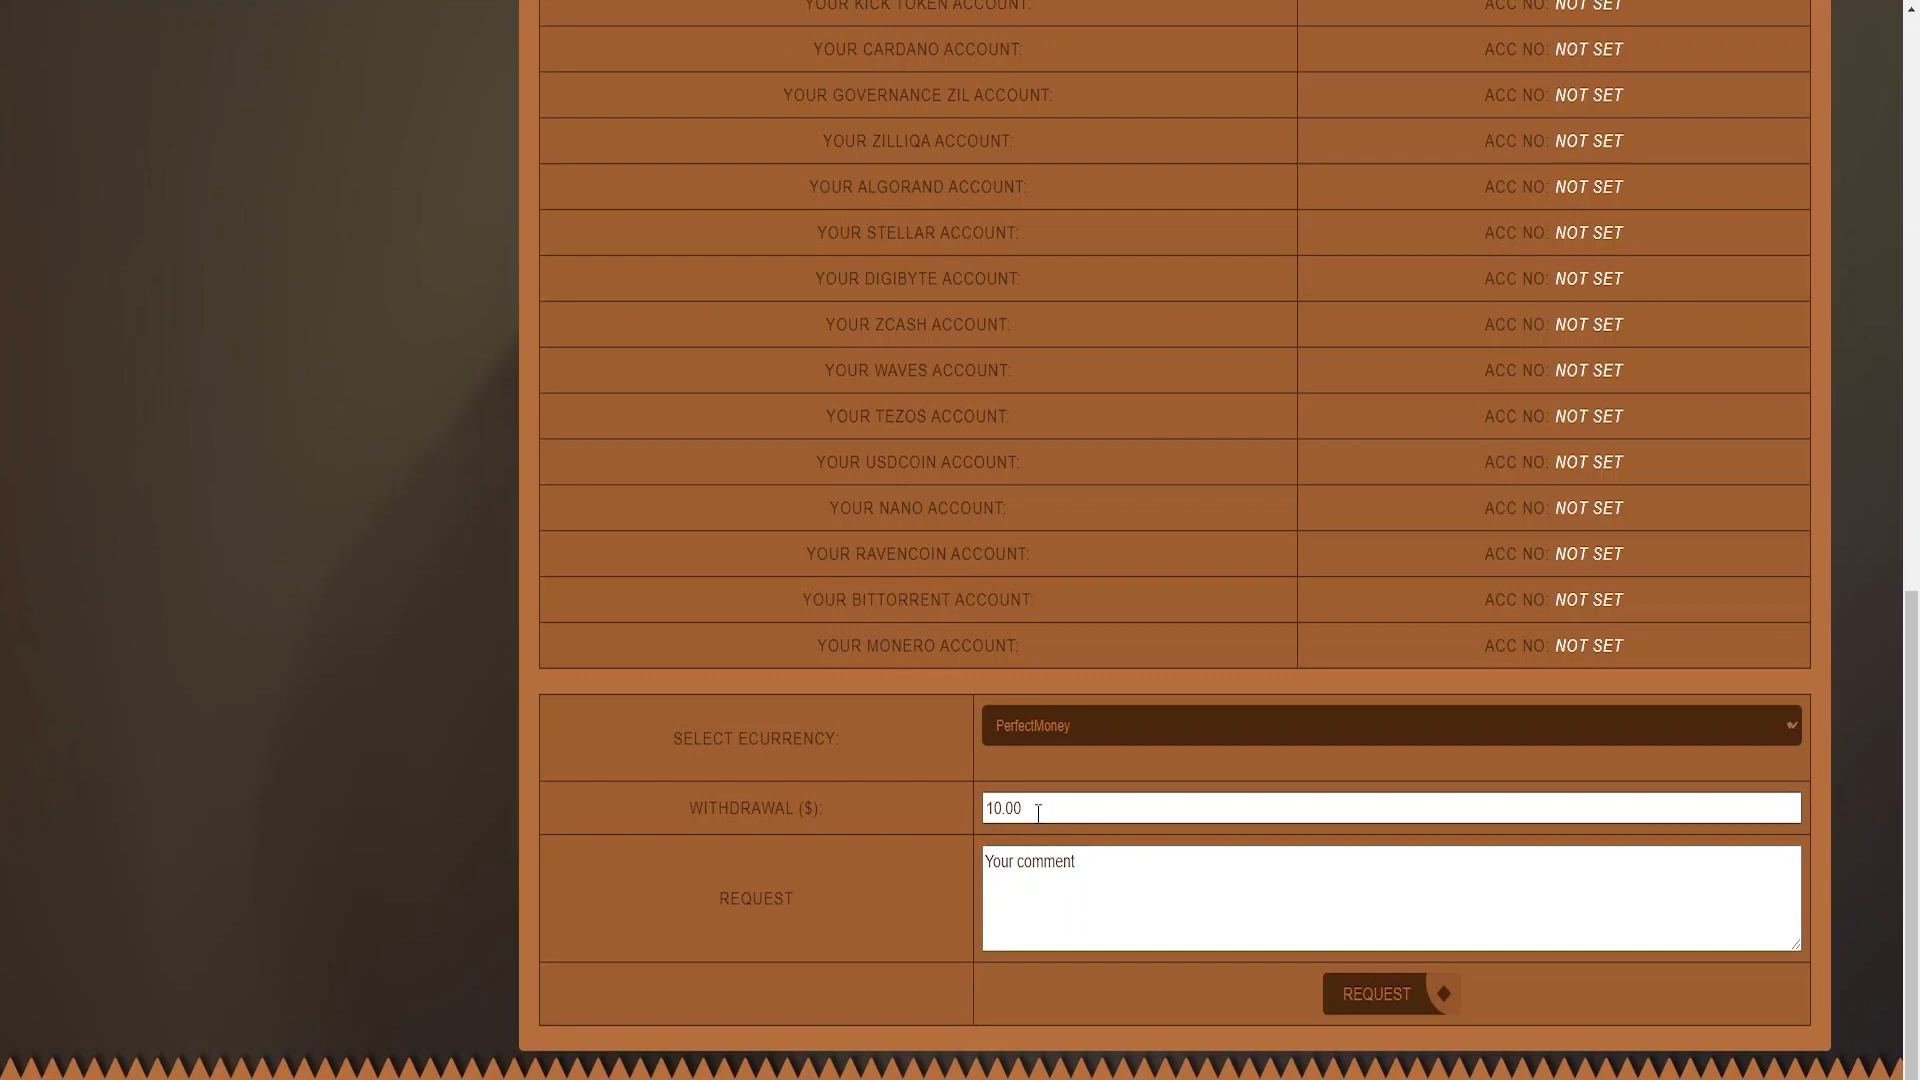 YOUR KICK TOKEN ACCOUNT: ACC NO: NOT SET
YOUR CARDANO ACCOUNT: ACC NO: NOT SET
YOUR GOVERNANCE ZIL ACCOUNT: ACC NO: NOT SET
YOUR ZILLIQA ACCOUNT: ACC NO: NOT SET
YOUR ALGORAND ACCOUNT: ACC NO: NOT SET
YOUR STELLAR ACCOUNT: ACC NO: NOT SET
YOUR DIGIBYTE ACCOUNT: ACC NO: NOT SET
YOUR ZCASH ACCOUNT: ACC NO: NOT SET
YOUR WAVES ACCOUNT: ACC NO: NOT SET
YOUR TEZOS ACCOUNT: ACC NO: NOT SET
YOUR USDCOIN ACCOUNT: ACC NO: NOT SET
YOUR NANO ACCOUNT: ACC NO: NOT SET
YOUR RAVENCOIN ACCOUNT: ACC NO: NOT SET
YOUR BITTORRENT ACCOUNT: ACC NO: NOT SET
YOUR MONERO ACCOUNT: ACC NO: NOT SET
SELECT ECURRENCY: PerfectMoney
WITHDRAWAL ($): 10.00
REQUEST Your comment
REQUEST